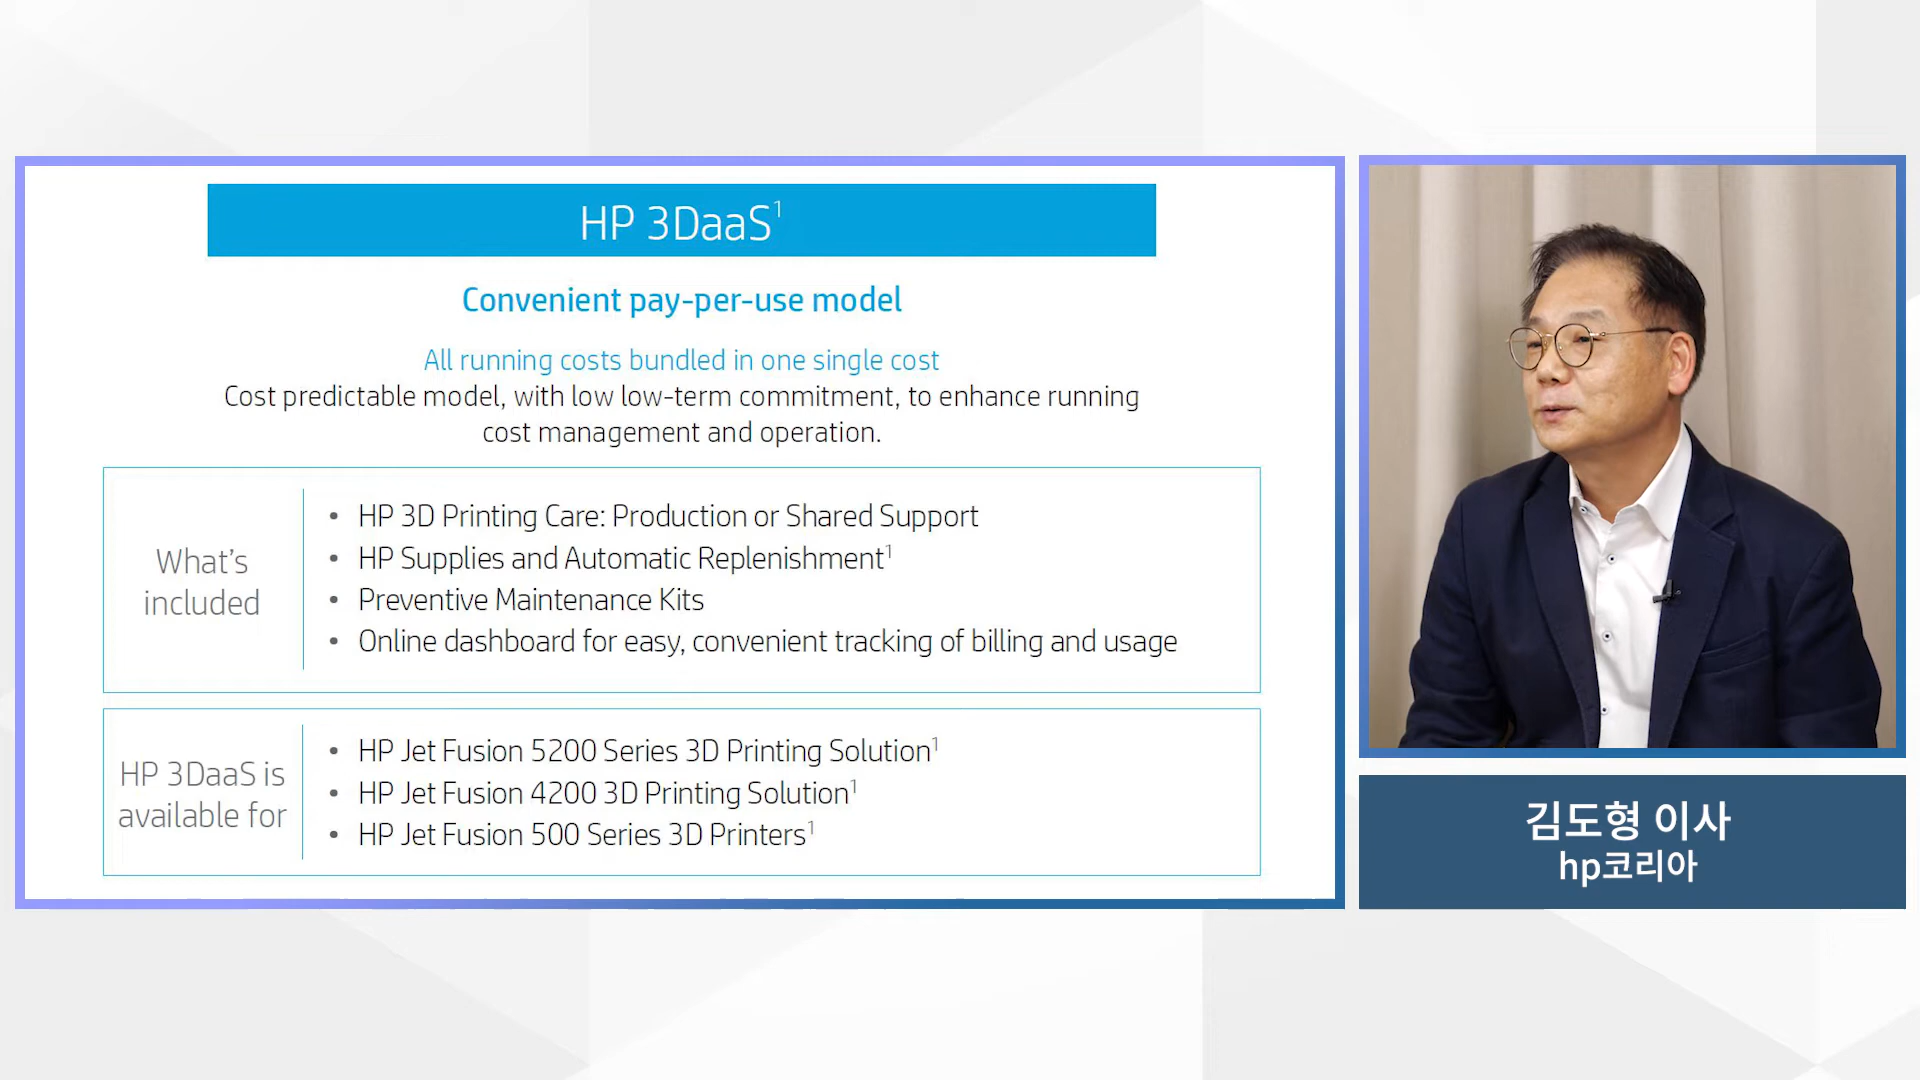 HP 3DaaS¹
Convenient pay-per-use model
All running costs bundled in one single cost
Cost predictable model, with low low-term commitment, to enhance running
cost management and operation.
What’s
included
• HP 3D Printing Care: Production or Shared Support
• HP Supplies and Automatic Replenishment¹
• Preventive Maintenance Kits
• Online dashboard for easy, convenient tracking of billing and usage
HP 3DaaS is
available for
• HP Jet Fusion 5200 Series 3D Printing Solution¹
• HP Jet Fusion 4200 3D Printing Solution¹
• HP Jet Fusion 500 Series 3D Printers¹
김도형 이사
hp코리아